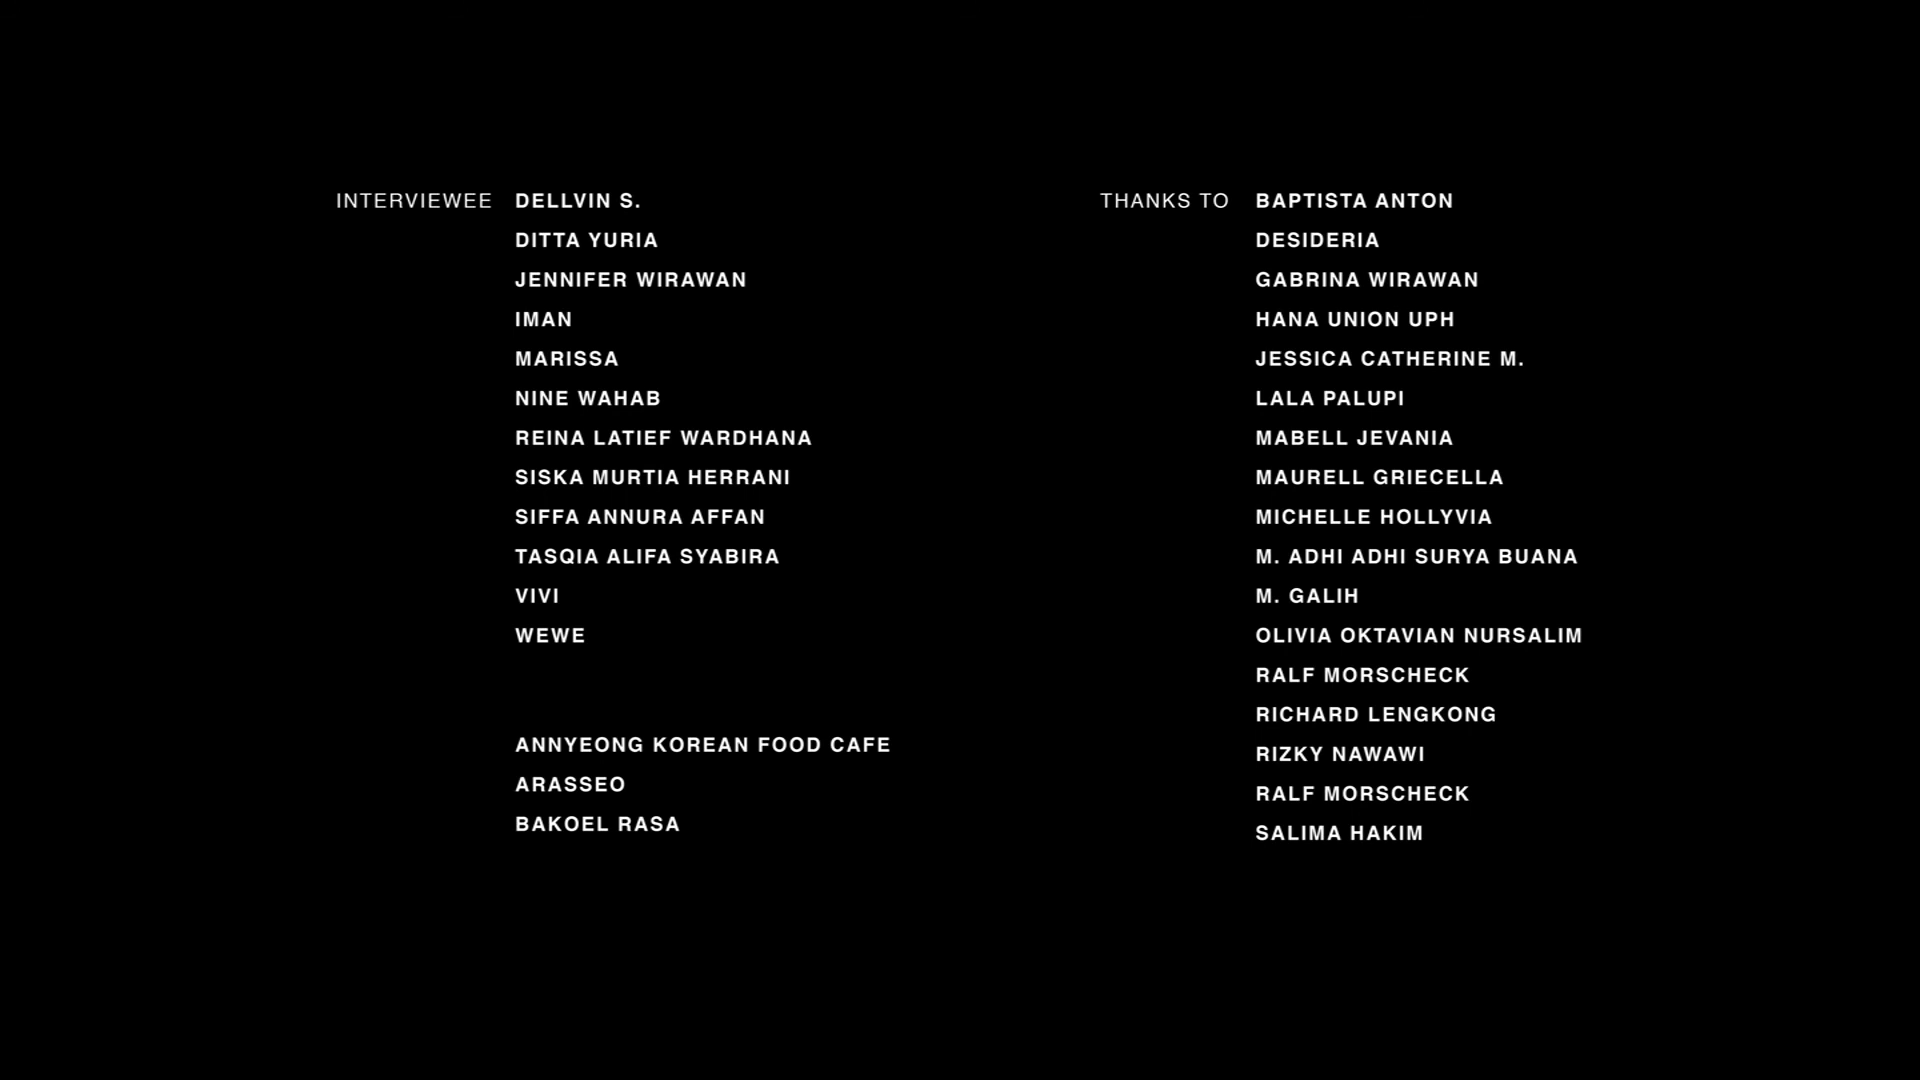 INTERVIEWEE DELLVIN S.
DITTA YURIA
JENNIFER WIRAWAN
IMAN
MARISSA
NINE WAHAB
REINA LATIEF WARDHANA
SISKA MURTIA HERRANI
SIFFA ANNURA AFFAN
TASQIA ALIFA SYABIRA
VIVI
WEWE
ANNYEONG KOREAN FOOD CAFE
ARASSEO
BAKOEL RASA
THANKS TO BAPTISTA ANTON
DESIDERIA
GABRINA WIRAWAN
HANA UNION UPH
JESSICA CATHERINE M.
LALA PALUPI
MABELL JEVANIA
MAURELL GRIECELLA
MICHELLE HOLLYVIA
M. ADHI ADHI SURYA BUANA
M. GALIH
OLIVIA OKTAVIAN NURSALIM
RALF MORSCHECK
RICHARD LENGKONG
RIZKY NAWAWI
RALF MORSCHECK
SALIMA HAKIM